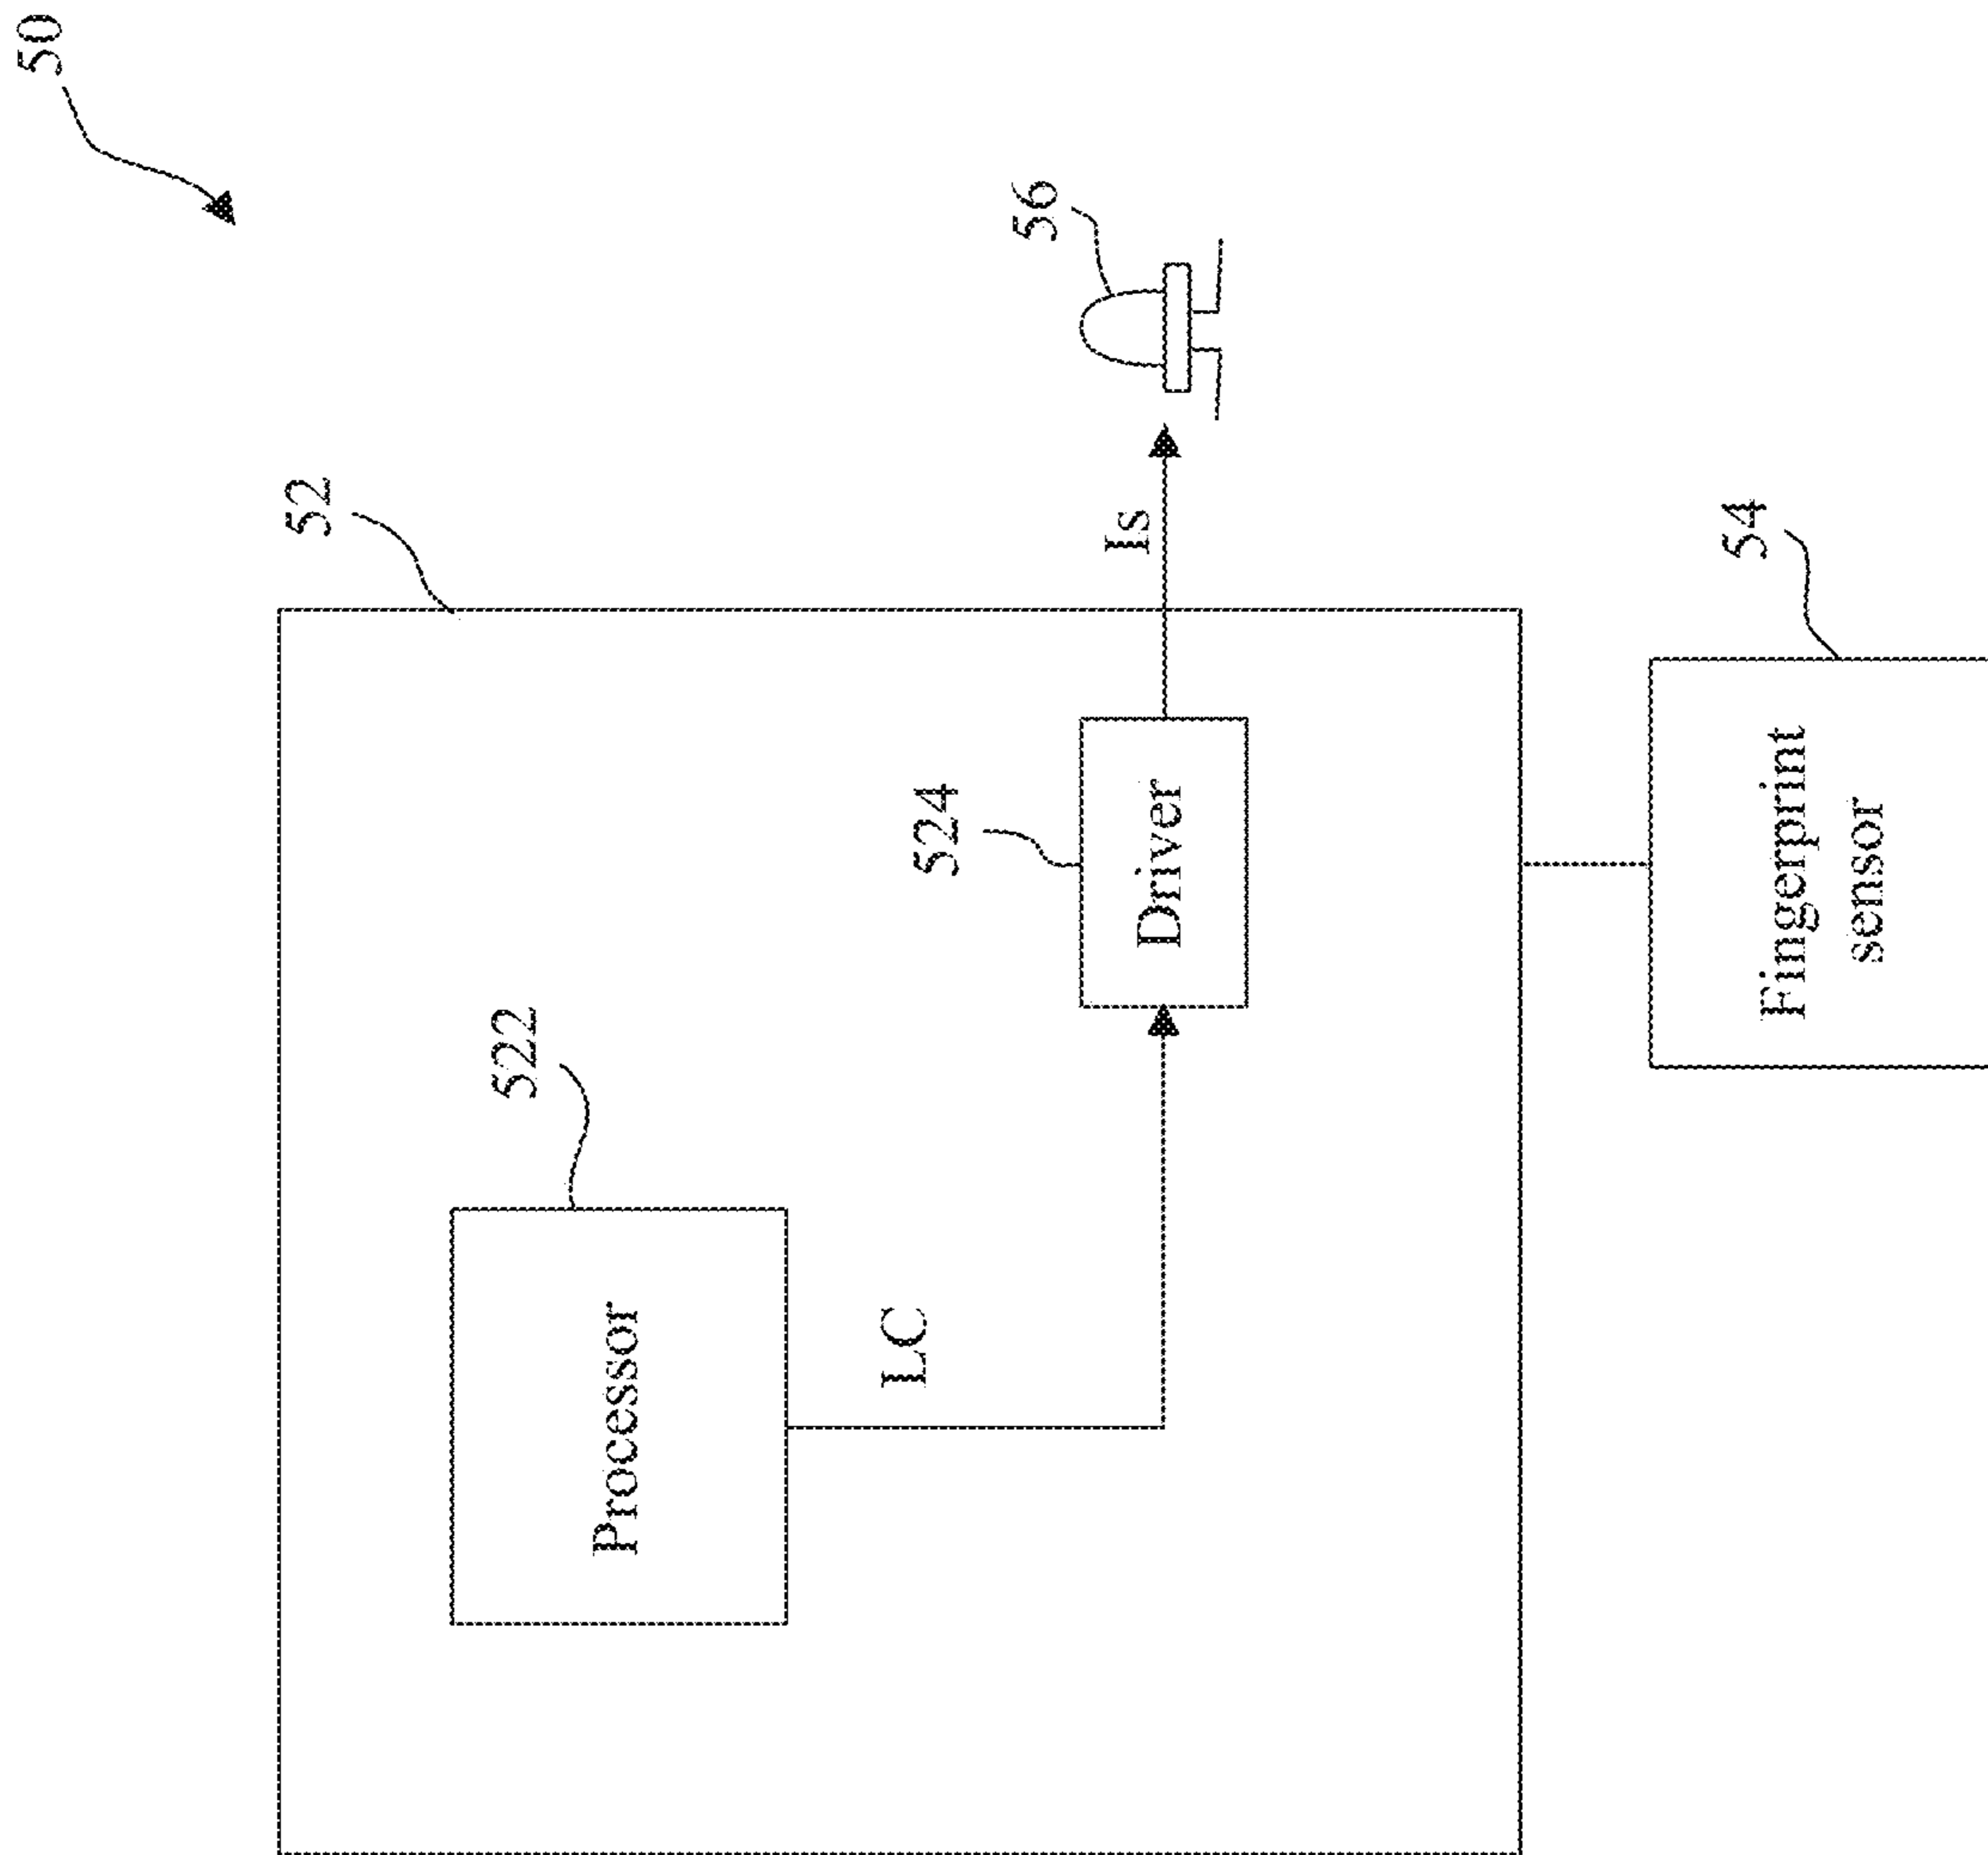 50
52
56
Is
54
524
Driver
522
Processor
LC
Fingerprint
sensor